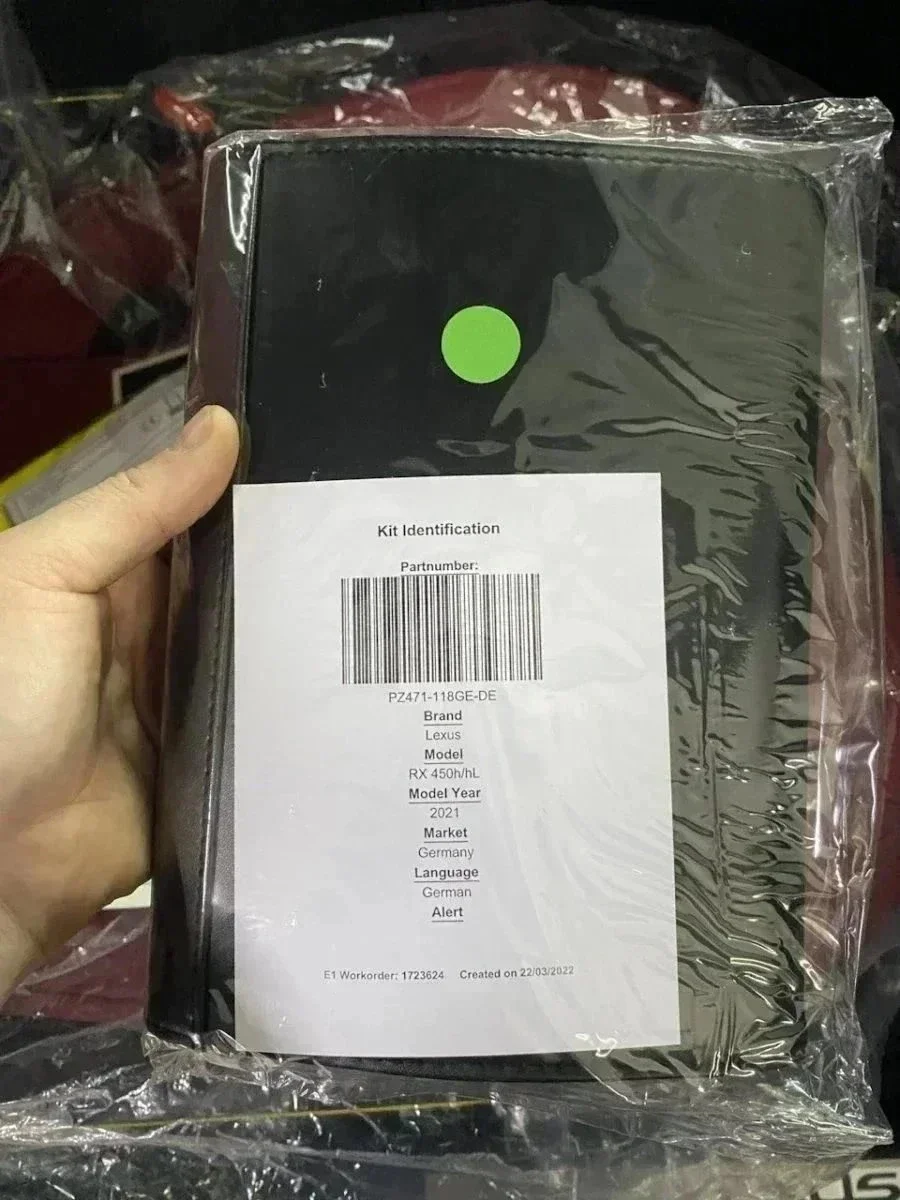 Kit Identification
Partnumber:
PZ471-118GE-DE
Brand
Lexus
Model
RX 450h/hL
Model Year
2021
Market
Germany
Language
German
Alert
E1 Workorder: 1723624 Created on 22/03/2022